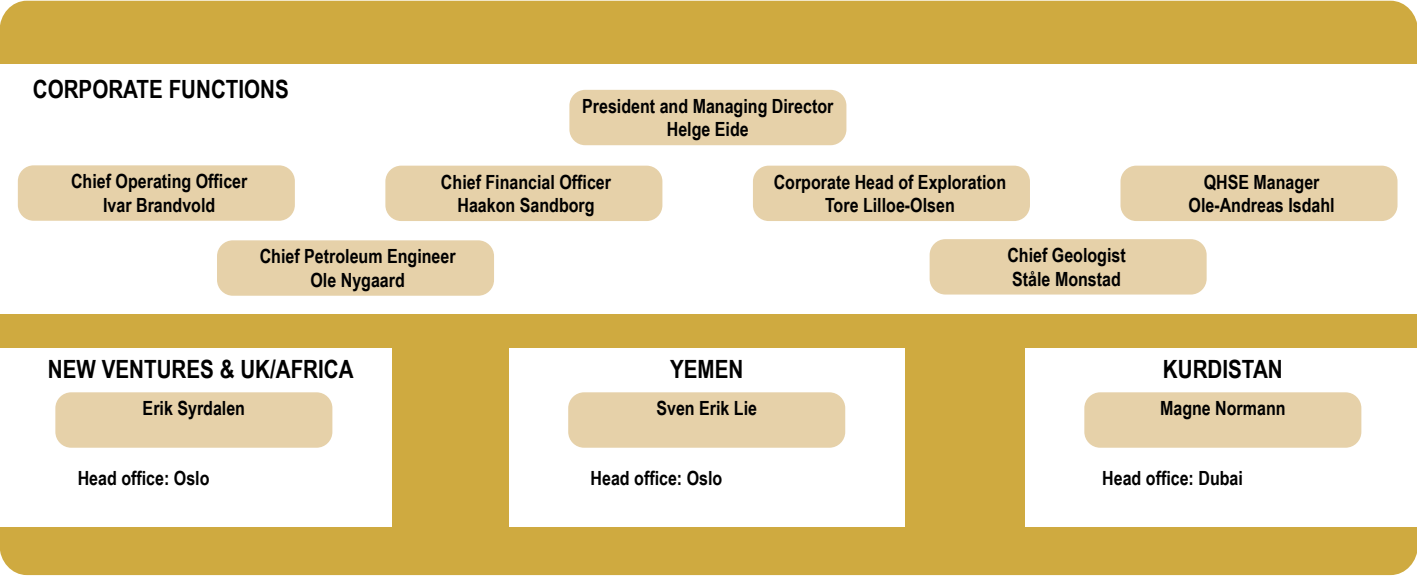 CORPORATE FUNCTIONS
President and Managing Director
Helge Eide
Chief Operating Officer
Ivar Brandvold
Chief Financial Officer
Haakon Sandborg
Corporate Head of Exploration
Tore Lilloe-Olsen
QHSE Manager
Ole-Andreas Isdahl
Chief Petroleum Engineer
Ole Nygaard
Chief Geologist
Ståle Monstad
NEW VENTURES & UK/AFRICA
Erik Syrdalen
Head office: Oslo
YEMEN
Sven Erik Lie
Head office: Oslo
KURDISTAN
Magne Normann
Head office: Dubai